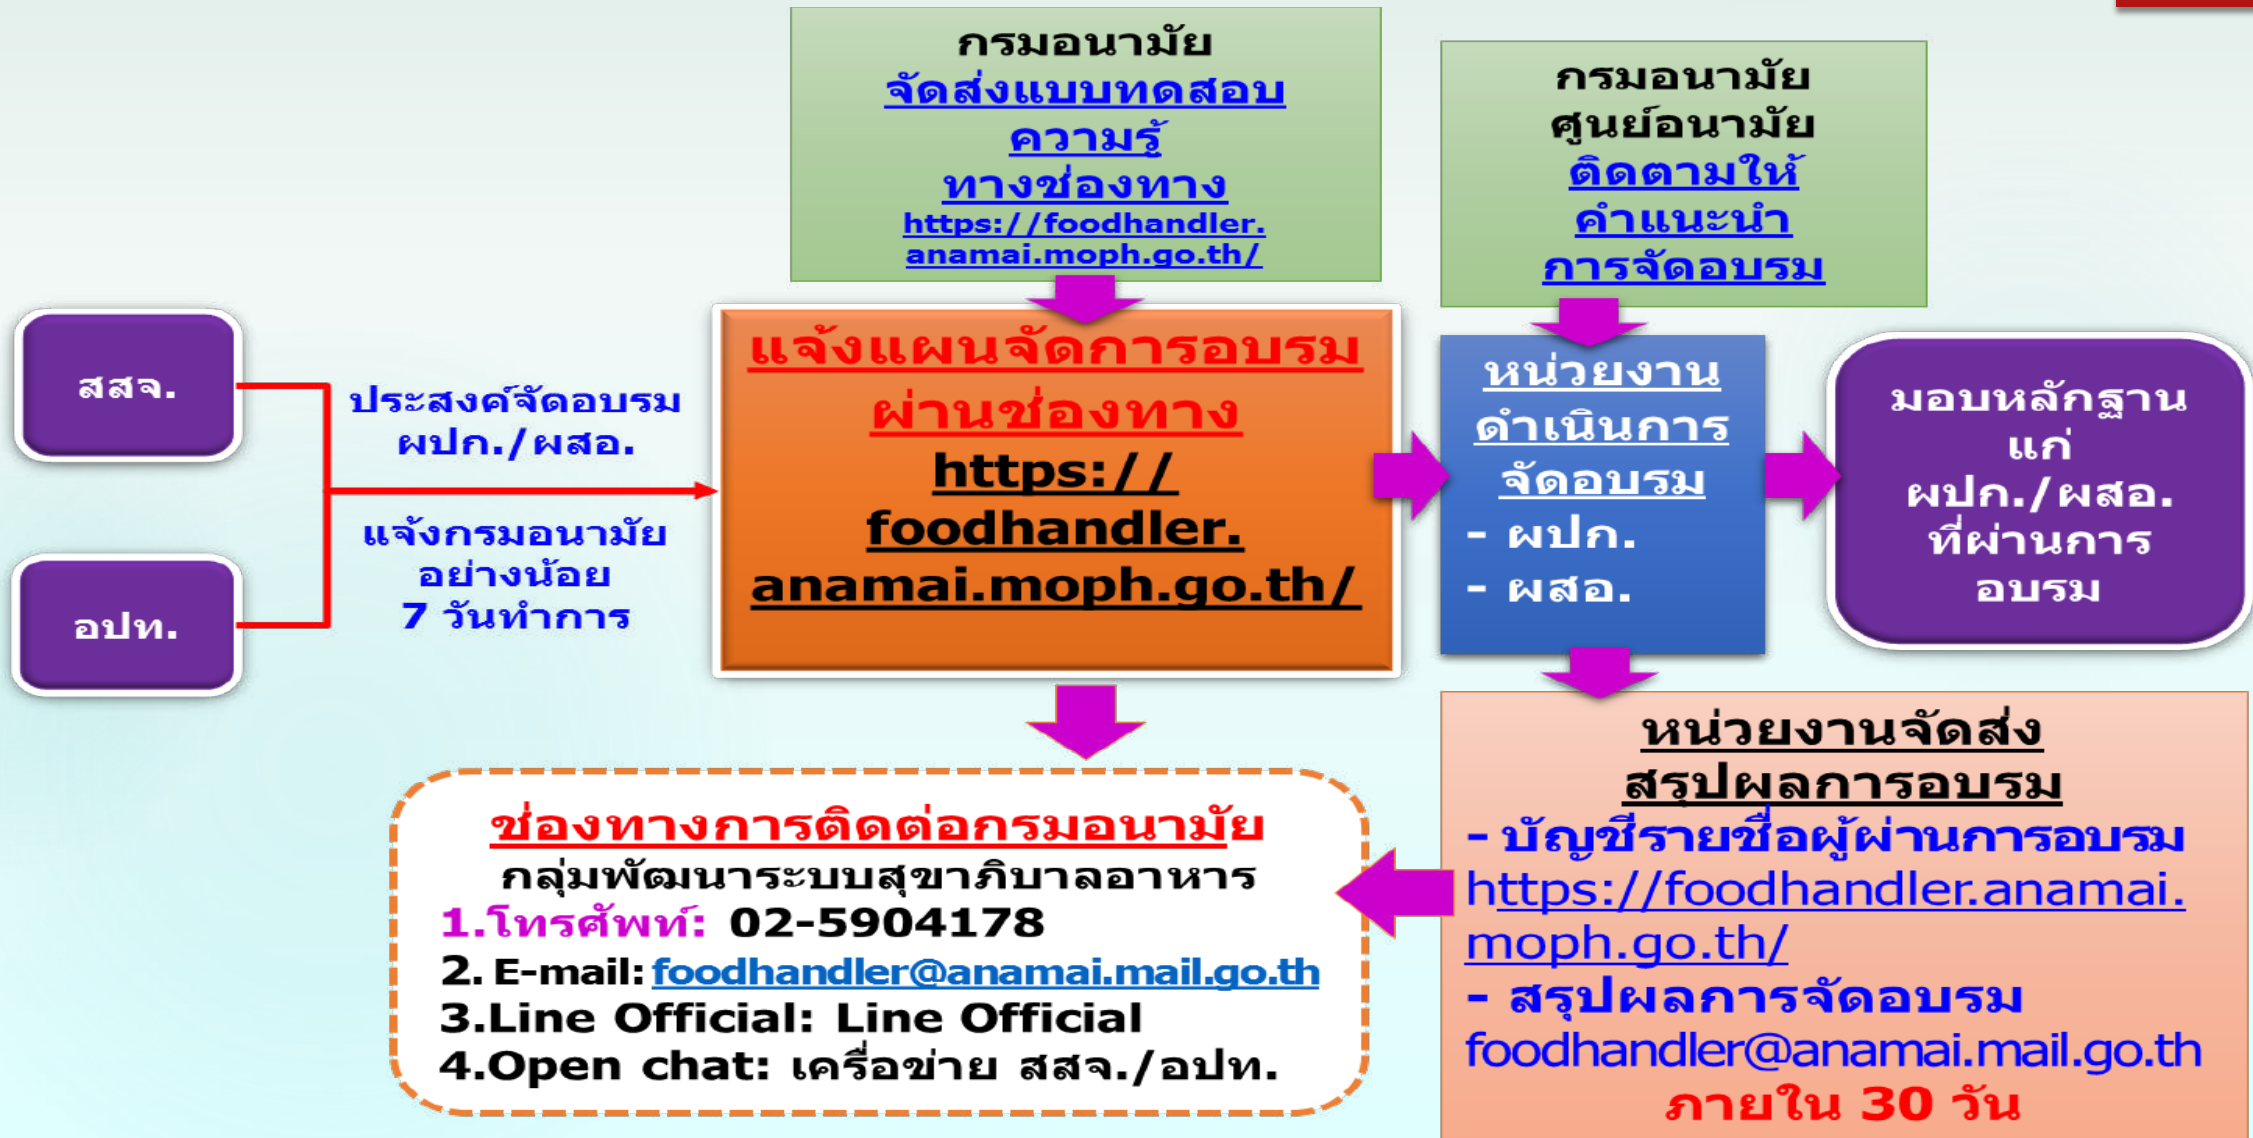 กรมอนามัย
จัดส่งแบบทดสอบ
ความรู้
ทางช่องทาง
https://foodhandler.
anamai.moph.go.th/
กรมอนามัย
ศูนย์อนามัย
ติดตามให้
คำแนะนำ
การจัดอบรม
สสจ.
อปท.
ประสงค์จัดอบรม
ผปก./ผสอ.
แจ้งกรมอนามัย
อย่างน้อย
7 วันทำการ
แจ้งแผนจัดการอบรม
ผ่านช่องทาง
https://
foodhandler.
anamai.moph.go.th/
หน่วยงาน
ดำเนินการ
จัดอบรม
- ผปก.
- ผสอ.
มอบหลักฐาน
แก่
ผปก./ผสอ.
ที่ผ่านการ
อบรม
ช่องทางการติดต่อกรมอนามัย
กลุ่มพัฒนาระบบสุขาภิบาลอาหาร
1.โทรศัพท์: 02-5904178
2. E-mail: foodhandler@anamai.mail.go.th
3.Line Official: Line Official
4.Open chat: เครือข่าย สสจ./อปท.
หน่วยงานจัดส่ง
สรุปผลการอบรม
- บัญชีรายชื่อผู้ผ่านการอบรม
https://foodhandler.anamai.
moph.go.th/
- สรุปผลการจัดอบรม
foodhandler@anamai.mail.go.th
ภายใน 30 วัน